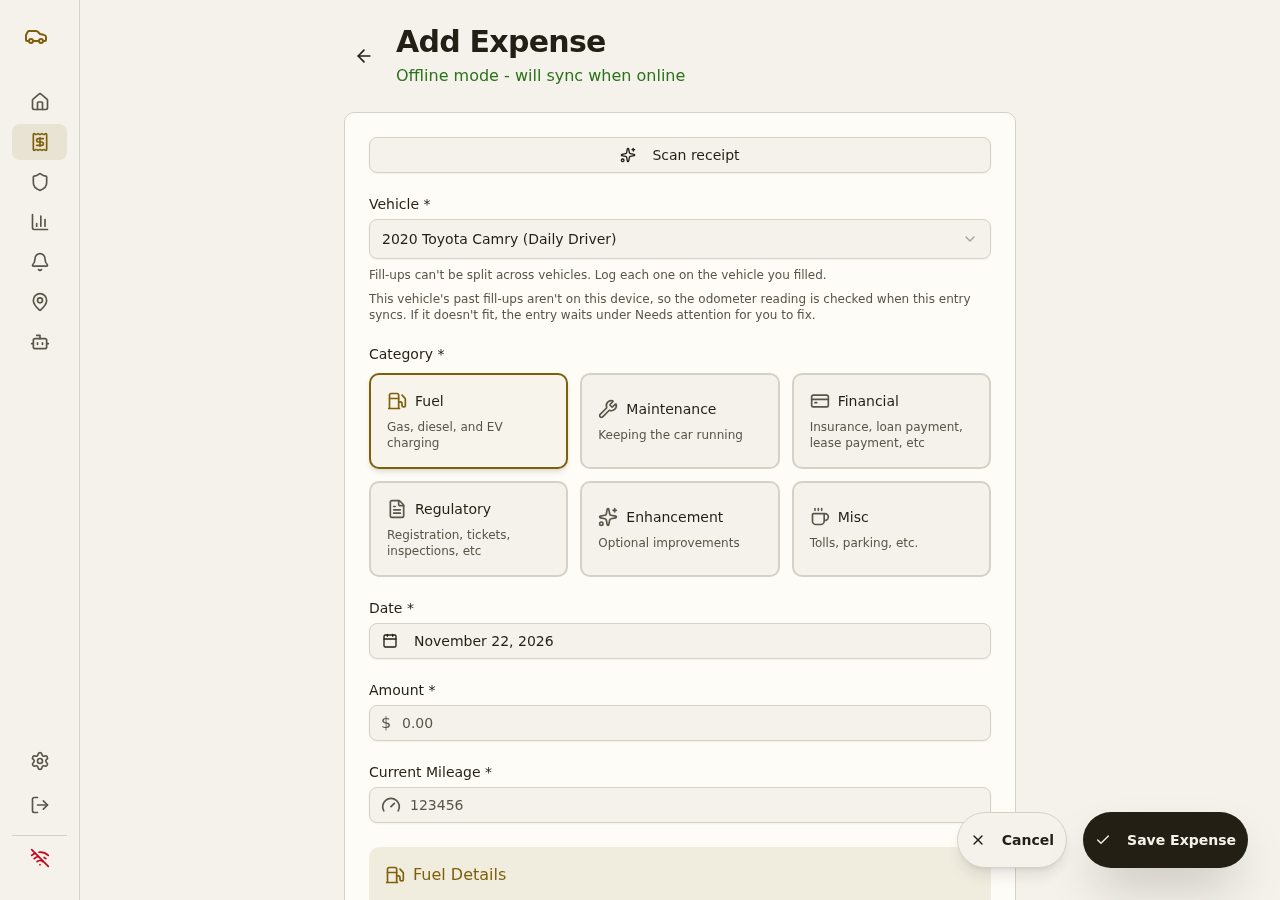 Add Expense
Offline mode - will sync when online
Scan receipt
Vehicle *
2020 Toyota Camry (Daily Driver)
Fill-ups can't be split across vehicles. Log each one on the vehicle you filled.
This vehicle's past fill-ups aren't on this device, so the odometer reading is checked when this entry
syncs. If it doesn't fit, the entry waits under Needs attention for you to fix.
Category *
Fuel
Gas, diesel, and EV
charging
Maintenance
Keeping the car running
Financial
Insurance, loan payment,
lease payment, etc
Regulatory
Registration, tickets,
inspections, etc
Enhancement
Optional improvements
Misc
Tolls, parking, etc.
Date *
November 22, 2026
Amount *
$ 0.00
Current Mileage *
123456
Cancel
Save Expense
Fuel Details